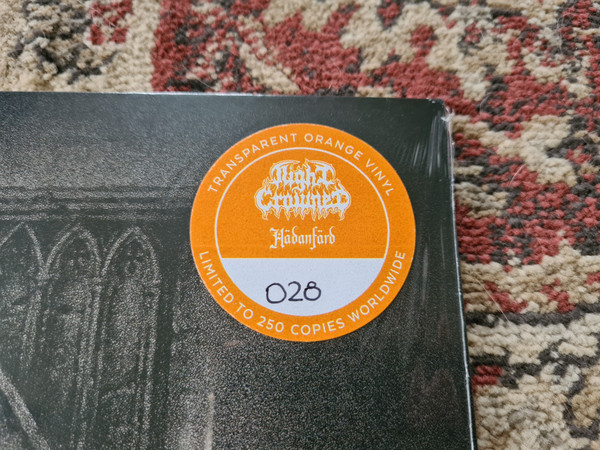 TRANSPARENT ORANGE VINYL
Night
Crowned
Hädanfärd
028
LIMITED TO 250 COPIES WORLDWIDE